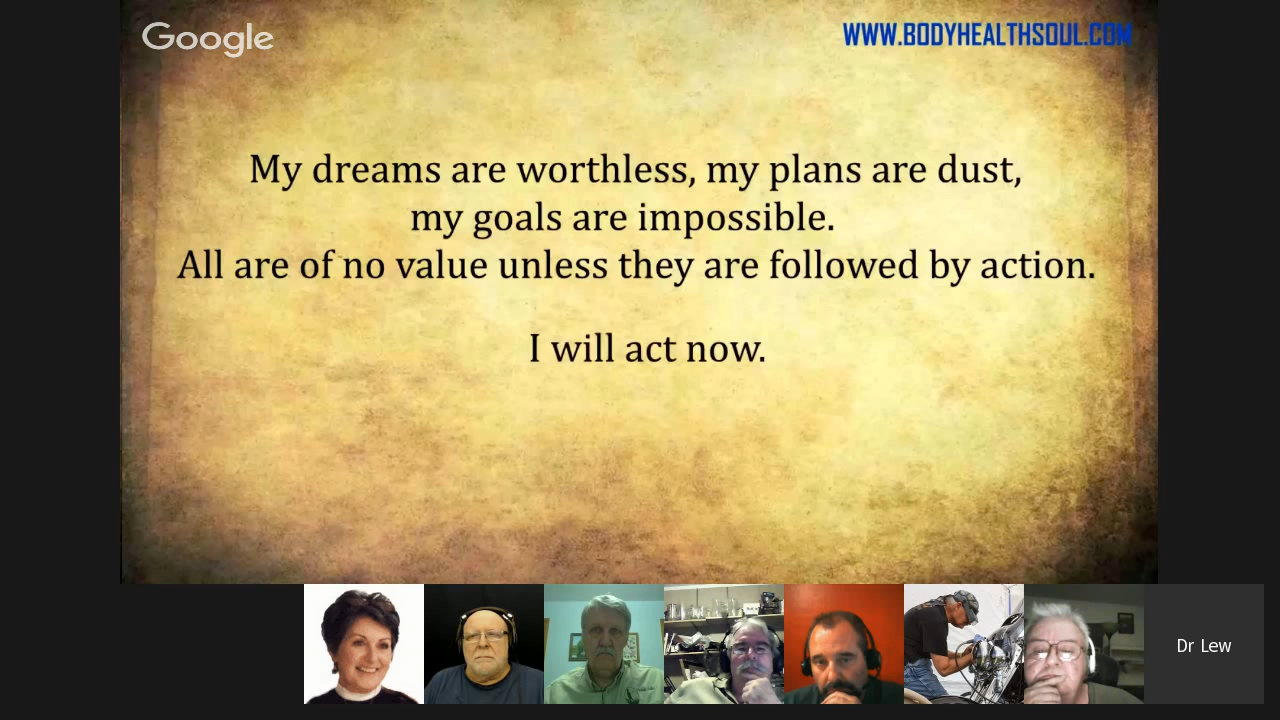 Google
WWW.BODYHEALTHSOUL.COM
My dreams are worthless, my plans are dust,
my goals are impossible.
All are of no value unless they are followed by action.
I will act now.
Dr Lew